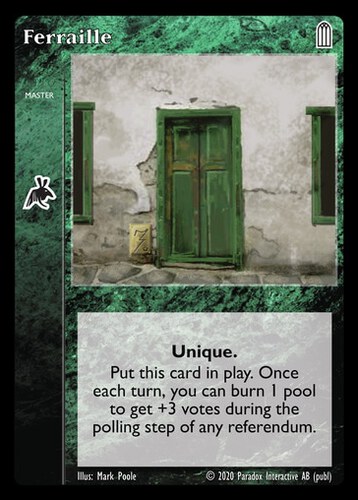 Ferraille
MASTER
Unique.
Put this card in play. Once
each turn, you can burn 1 pool
to get +3 votes during the
polling step of any referendum.
Illus: Mark Poole © 2020 Paradox Interactive AB (publ)